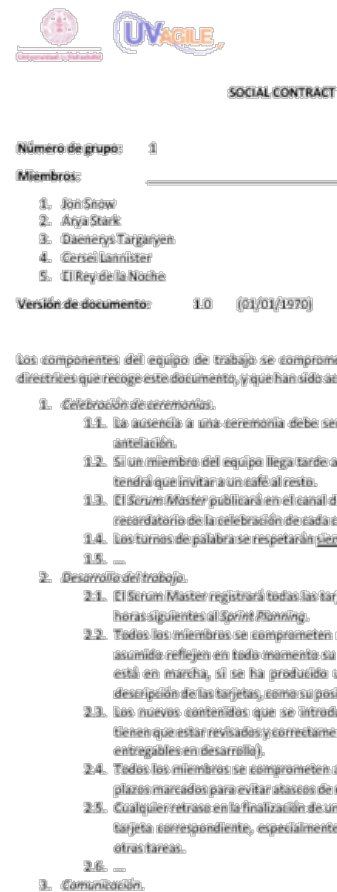 Universidad de Valladolid
UVAGILE
SOCIAL CONTRACT
Número de grupo: 1
Miembros:
1. Jon Snow
2. Arya Stark
3. Daenerys Targaryen
4. Cersei Lannister
5. El Rey de la Noche
Versión de documento: 1.0 (01/01/1970)
Los componentes del equipo de trabajo se comprome
directrices que recoge este documento, y que han sido ac
1. Celebración de ceremonias.
1.1. La ausencia a una ceremonia debe se
antelación.
1.2. Si un miembro del equipo llega tarde a
tendrá que invitar a un café al resto.
1.3. El Scrum Master publicará en el canal d
recordatorio de la celebración de cada c
1.4. Los turnos de palabra se respetarán sien
1.5. ....
2. Desarrollo del trabajo.
2.1. El Scrum Master registrará todas las tar
horas siguientes al Sprint Planning.
2.2. Todos los miembros se comprometen
asumida reflejen en todo momento su
está en marcha, si se ha producido u
descripción de las tarjetas, como su posi
2.3. Los nuevos contenidos que se introdu
tienen que estar revisados y correctame
entregables en desarrollo).
2.4. Todos los miembros se comprometen a
plazos marcados para evitar atascos de
2.5. Cualquier retraso en la finalización de un
tarjeta correspondiente, especialmente
otras tareas.
2.6. ....
3. Comunicación.